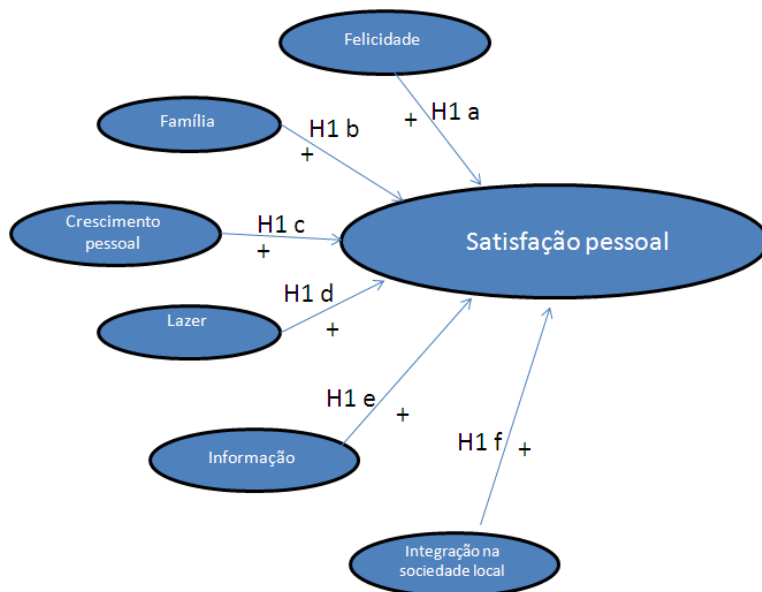 Felicidade
H1 a
+
Família
H1 b
+
Crescimento
pessoal
H1 c
+
Satisfação pessoal
Lazer
H1 d
+
Informação
H1 e
+
H1 f
+
Integração na
sociedade local